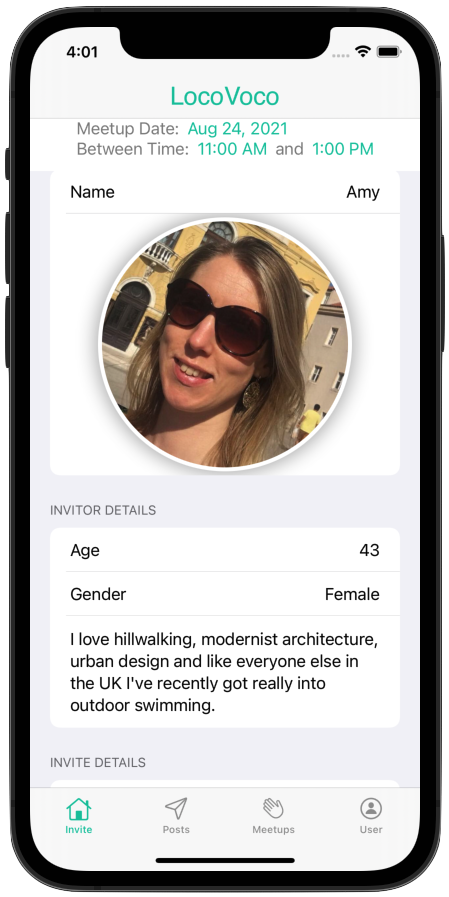 4:01
LocoVoco
Meetup Date: Aug 24, 2021
Between Time: 11:00 AM and 1:00 PM
Name Amy
INVITOR DETAILS
Age 43
Gender Female
I love hillwalking, modernist architecture,
urban design and like everyone else in
the UK I've recently got really into
outdoor swimming.
INVITE DETAILS
Invite Posts Meetups User